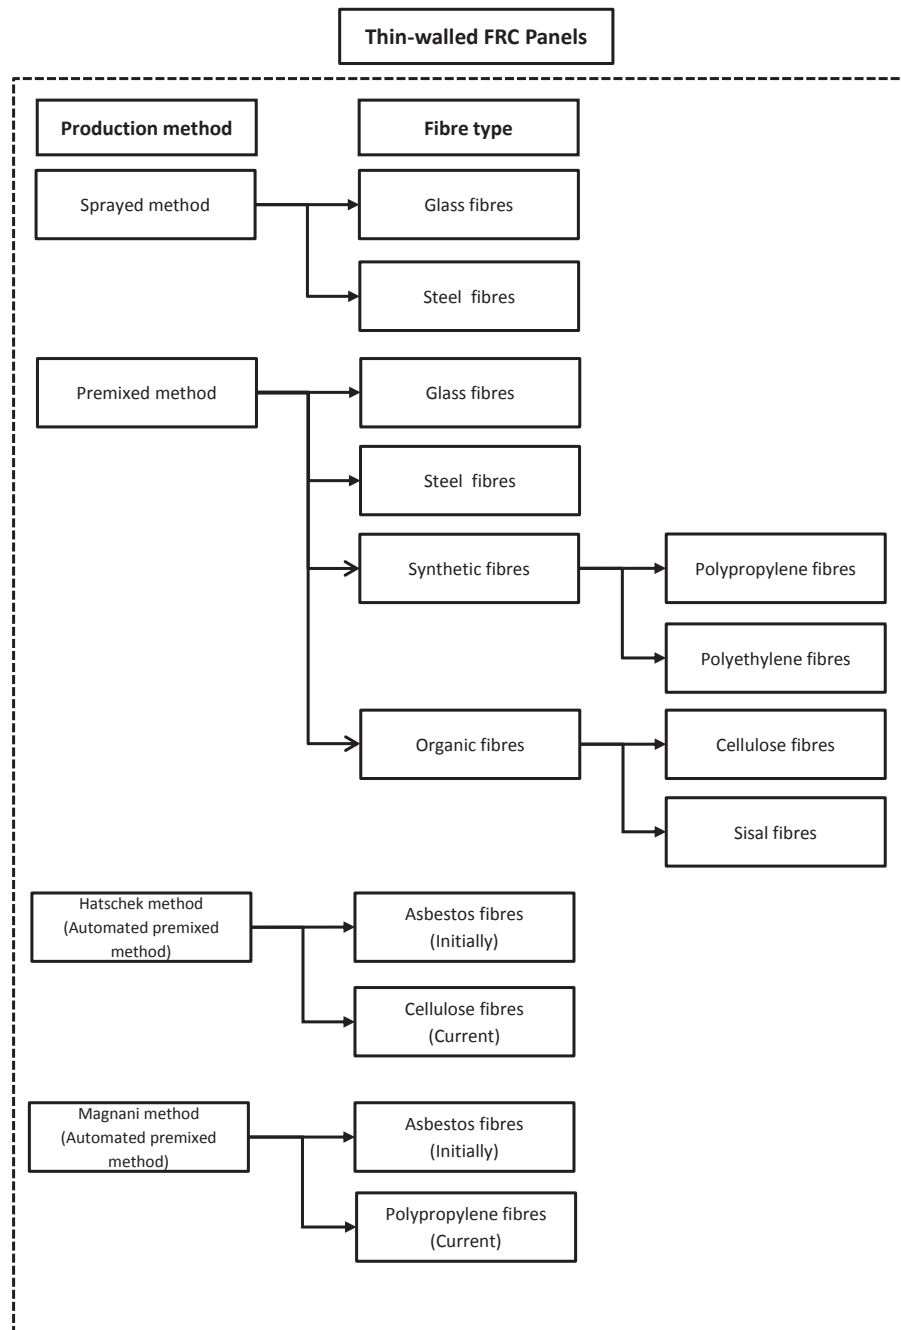 Thin-walled FRC Panels
Production method
Fibre type
Sprayed method
Glass fibres
Steel fibres
Premixed method
Glass fibres
Steel fibres
Synthetic fibres
Polypropylene fibres
Polyethylene fibres
Organic fibres
Cellulose fibres
Sisal fibres
Hatschek method
(Automated premixed
method)
Asbestos fibres
(Initially)
Cellulose fibres
(Current)
Magnani method
(Automated premixed
method)
Asbestos fibres
(Initially)
Polypropylene fibres
(Current)